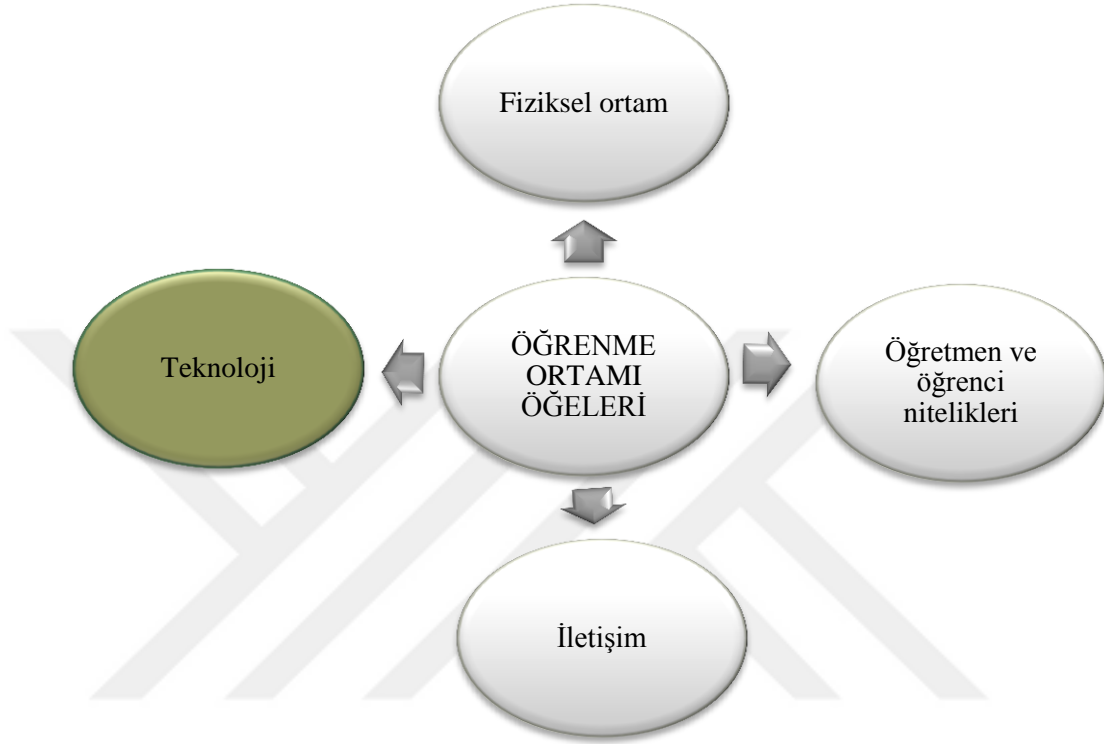 Fiziksel ortam
Teknoloji
ÖĞRENME
ORTAMI
ÖĞELERİ
Öğretmen ve
öğrenci
nitelikleri
İletişim